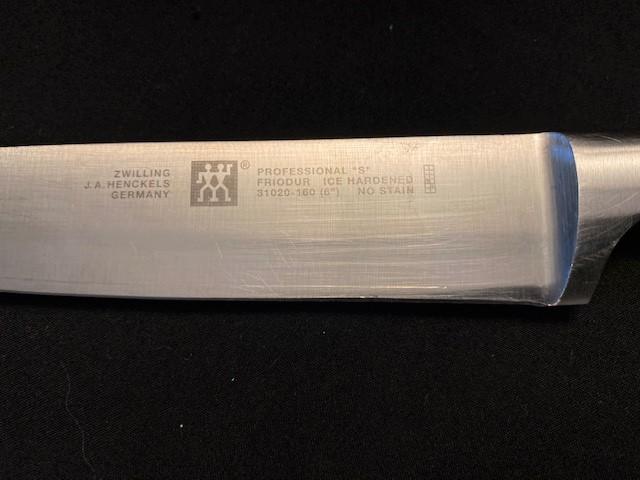 ZWILLING
J.A.HENCKELS
GERMANY
®
PROFESSIONAL "S"
FRIODUR ICE HARDENED
31020-160 (6") NO STAIN